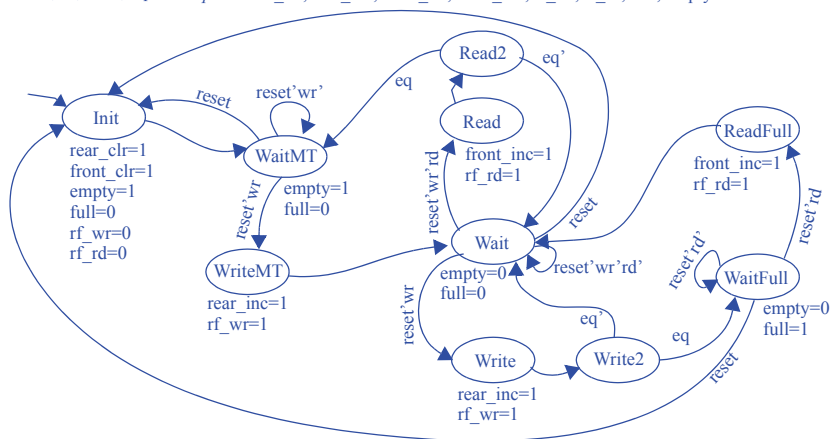 Read2
eq'
eq
reset
reset'wr'
Init
Read
ReadFull
WaitMT
rear_clr=1
front_clr=1
empty=1
full=0
rf_wr=0
rf_rd=0
front_inc=1
rf_rd=1
front_inc=1
rf_rd=1
empty=1
full=0
reset'wr'rd
reset
reset'rd
reset'wr
Wait
WriteMT
empty=0
full=0
reset'wr'rd'
reset'rd'
WaitFull
rear_inc=1
rf_wr=1
reset'wr
empty=0
full=1
eq'
eq
Write
Write2
reset
rear_inc=1
rf_wr=1